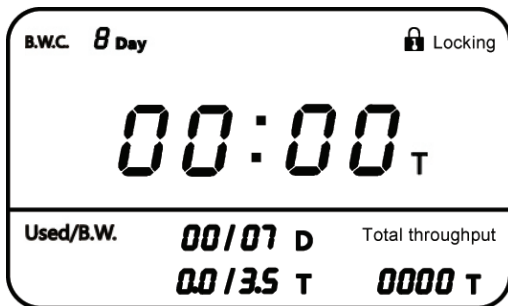 B.W.C. 8 Day Locking
00:00 T
Used/B.W. 00/07 D Total throughput
0.0/3.5 T 0000 T